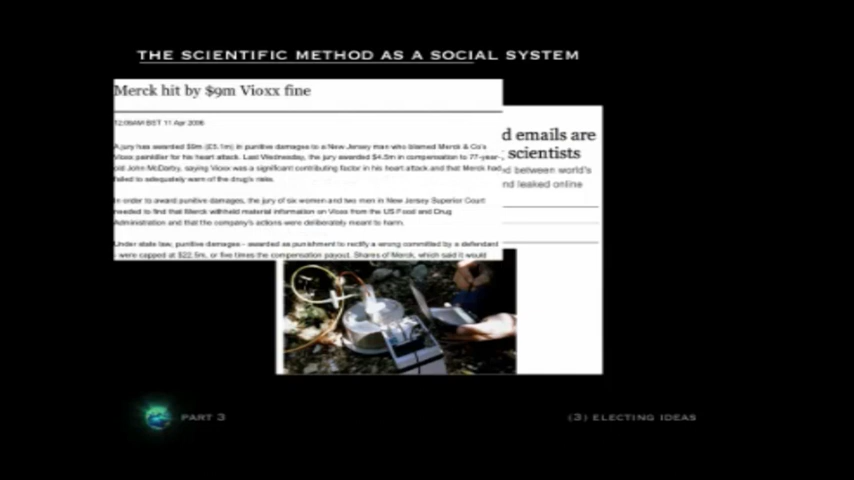 THE SCIENTIFIC METHOD AS A SOCIAL SYSTEM
Merck hit by $9m Vioxx fine
12:06AM BST 11 Apr 2006
A jury has awarded $9m (£5.1m) in punitive damages to a New Jersey man who blamed Merck & Co's
Vioxx painkiller for his heart attack. Last Wednesday, the jury awarded $4.5m in compensation to 77-year-
old John McDarby, saying Vioxx was a significant contributing factor in his heart attack and that Merck had
failed to adequately warn of the drug's risks.
In order to award punitive damages, the jury of six women and two men in New Jersey Superior Court
needed to find that Merck withheld material information on Vioxx from the US Food and Drug
Administration and that the company's actions were deliberately meant to harm.
Under state law, punitive damages - awarded as punishment to rectify a wrong committed by a defendant
- were capped at $22.5m, or five times the compensation payout. Shares of Merck, which said it would
d emails are
scientists
d between world's
nd leaked online
PART 3
(3) ELECTING IDEAS